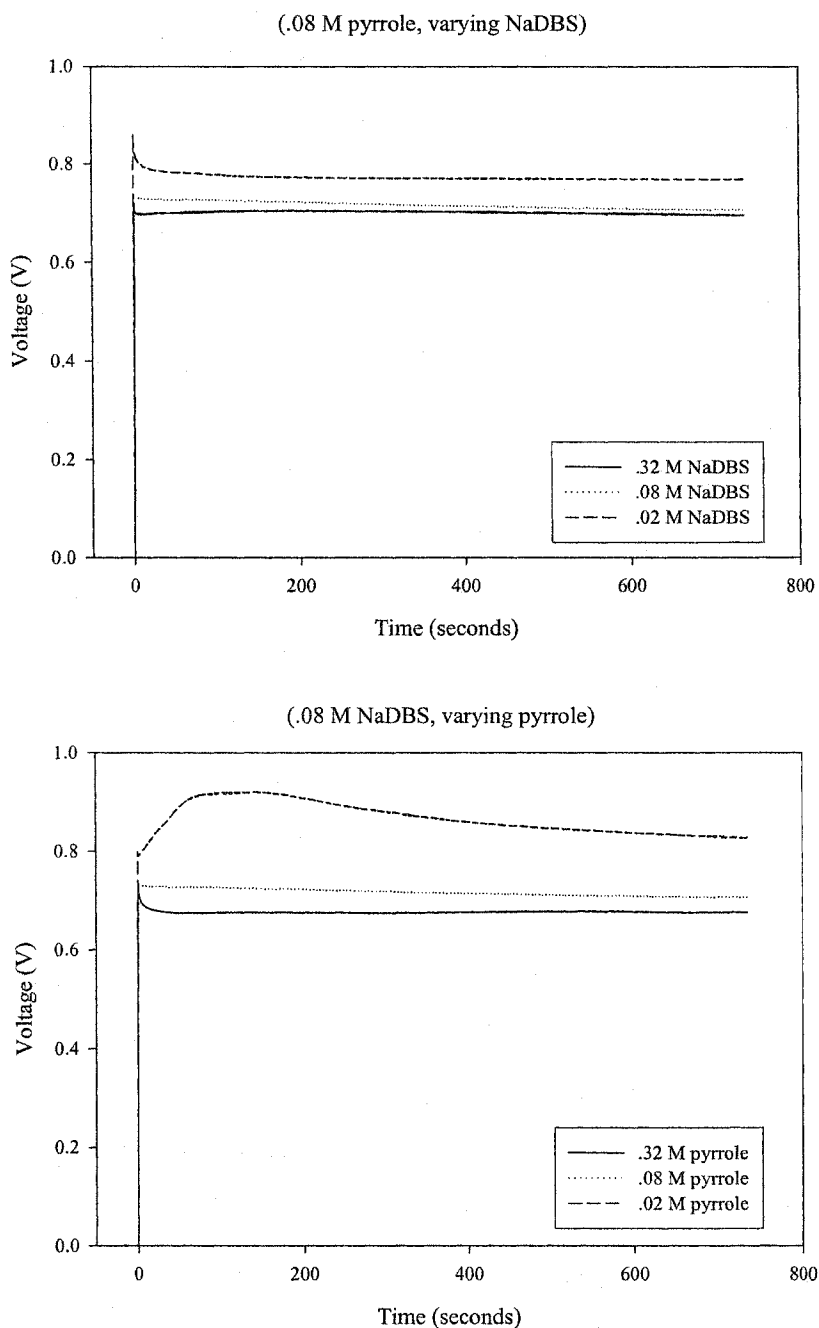 (.08 M pyrrole, varying NaDBS)
1.0
0.8
0.6
0.4
0.2
0.0
Voltage (V)
.32 M NaDBS
.08 M NaDBS
.02 M NaDBS
0 200 400 600 800
Time (seconds)
(.08 M NaDBS, varying pyrrole)
1.0
0.8
0.6
0.4
0.2
0.0
Voltage (V)
.32 M pyrrole
.08 M pyrrole
.02 M pyrrole
0 200 400 600 800
Time (seconds)